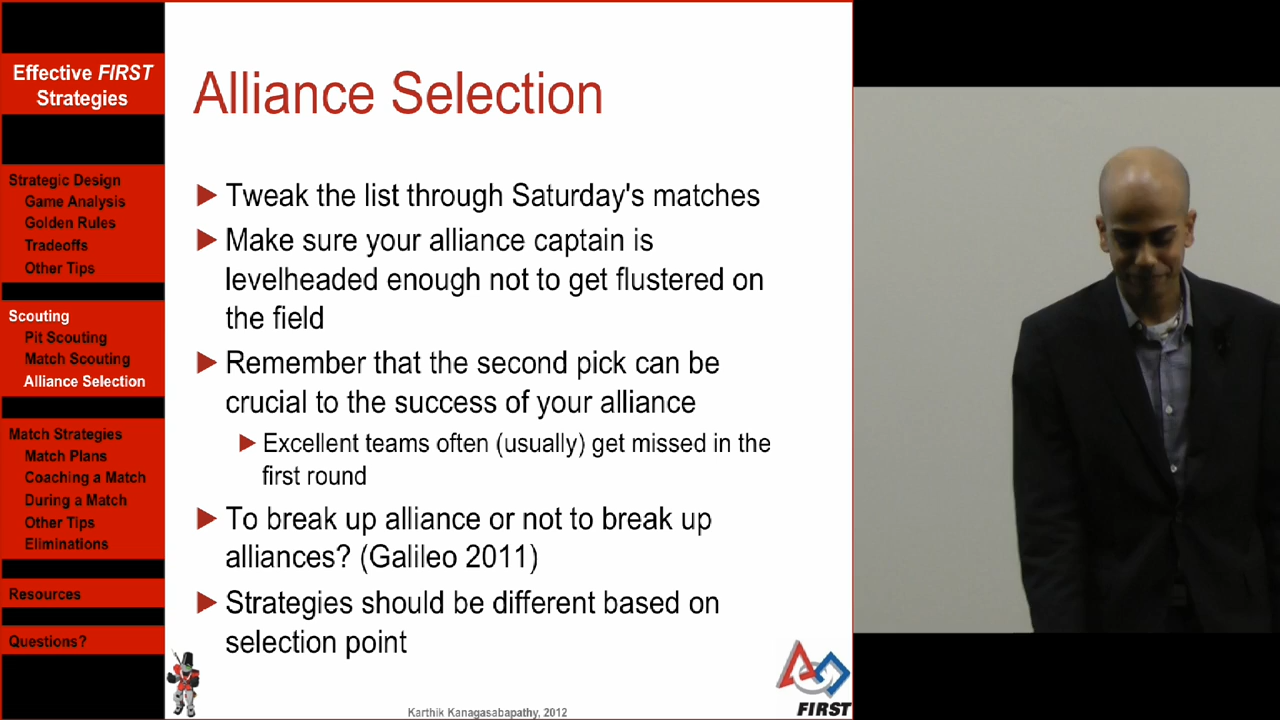 Effective FIRST
Strategies
Strategic Design
Game Analysis
Golden Rules
Tradeoffs
Other Tips
Scouting
Pit Scouting
Match Scouting
Alliance Selection
Match Strategies
Match Plans
Coaching a Match
During a Match
Other Tips
Eliminations
Resources
Questions?
Alliance Selection
Tweak the list through Saturday's matches
Make sure your alliance captain is
levelheaded enough not to get flustered on
the field
Remember that the second pick can be
crucial to the success of your alliance
Excellent teams often (usually) get missed in the
first round
To break up alliance or not to break up
alliances? (Galileo 2011)
Strategies should be different based on
selection point
Karthik Kanagasabapathy, 2012
FIRST